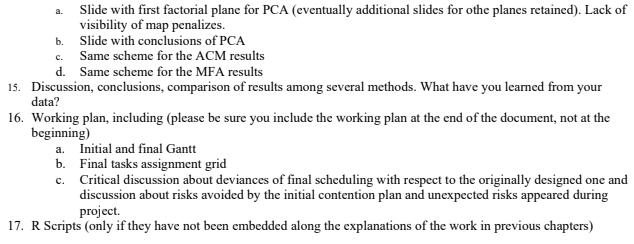 a. Slide with first factorial plane for PCA (eventually additional slides for othe planes retained). Lack of
visibility of map penalizes.
b. Slide with conclusions of PCA
c. Same scheme for the ACM results
d. Same scheme for the MFA results
15. Discussion, conclusions, comparison of results among several methods. What have you learned from your
data?
16. Working plan, including (please be sure you include the working plan at the end of the document, not at the
beginning)
a. Initial and final Gantt
b. Final tasks assignment grid
c. Critical discussion about deviances of final scheduling with respect to the originally designed one and
discussion about risks avoided by the initial contention plan and unexpected risks appeared during
project.
17. R Scripts (only if they have not been embedded along the explanations of the work in previous chapters)